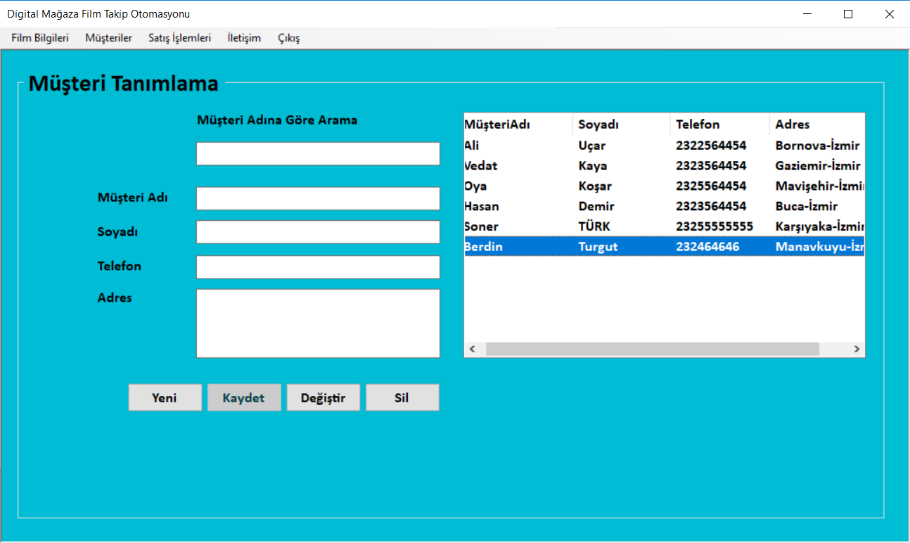 Digital Mağaza Film Takip Otomasyonu
Film Bilgileri Müşteriler Satış İşlemleri İletişim Çıkış
Müşteri Tanımlama
Müşteri Adına Göre Arama
Müşteri Adı
Soyadı
Telefon
Adres
Yeni Kaydet Değiştir Sil
MüşteriAdı Soyadı Telefon Adres
Ali Uçar 2322564454 Bornova-İzmir
Vedat Kaya 2323564454 Gaziemir-İzmir
Oya Koşar 2325564454 Mavişehir-İzmi
Hasan Demir 2323564454 Buca-İzmir
Soner TÜRK 23255555555 Karşıyaka-İzmir
Berdin Turgut 232464646 Manavkuyu-İzr